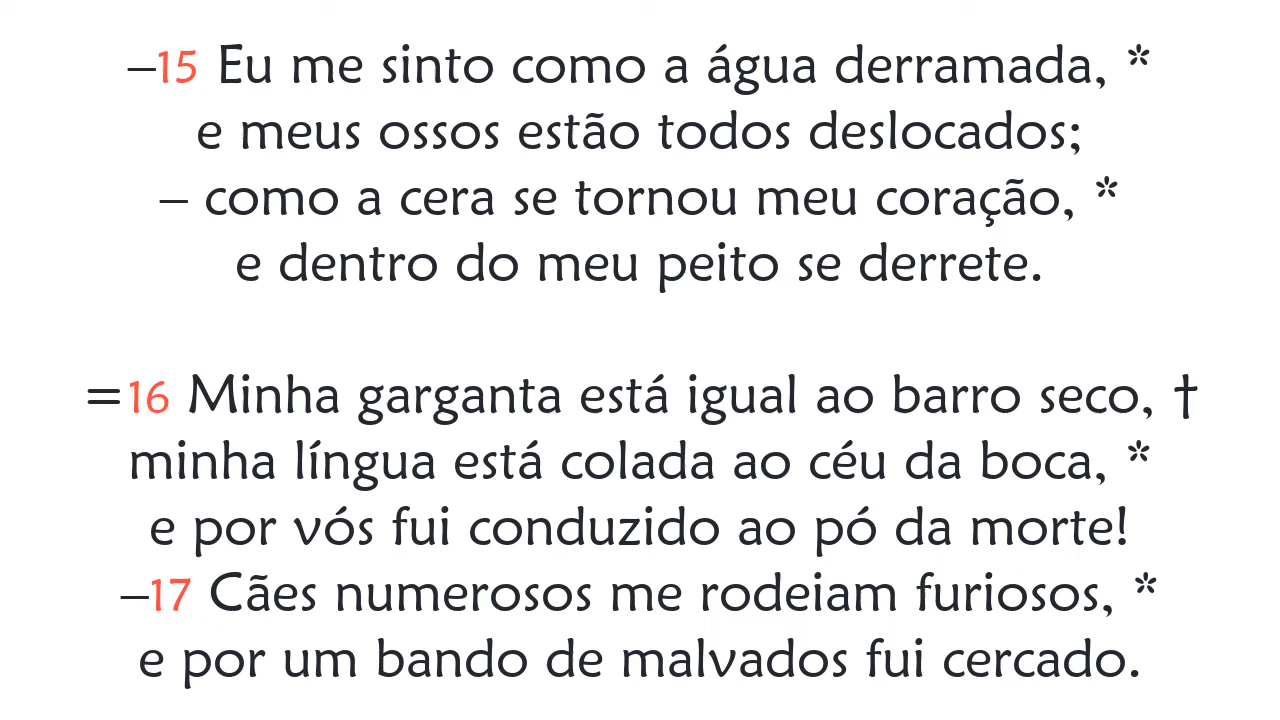 –15 Eu me sinto como a água derramada, *
e meus ossos estão todos deslocados;
– como a cera se tornou meu coração, *
e dentro do meu peito se derrete.
=16 Minha garganta está igual ao barro seco, †
minha língua está colada ao céu da boca, *
e por vós fui conduzido ao pó da morte!
–17 Cães numerosos me rodeiam furiosos, *
e por um bando de malvados fui cercado.